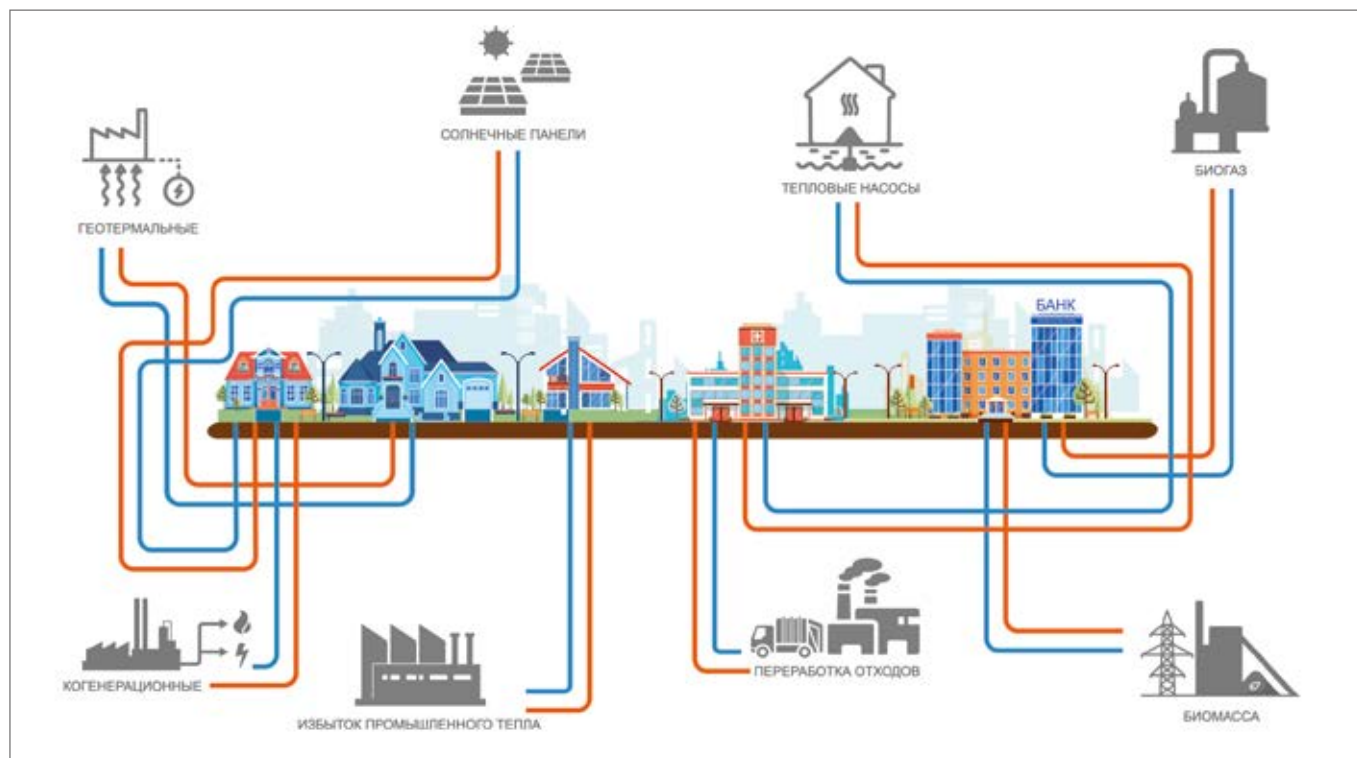 СОЛНЕЧНЫЕ ПАНЕЛИ
ТЕПЛОВЫЕ НАСОСЫ
БИОГАЗ
ГЕОТЕРМАЛЬНЫЕ
БАНК
КОГЕНЕРАЦИОННЫЕ
ИЗБЫТОК ПРОМЫШЛЕННОГО ТЕПЛА
ПЕРЕРАБОТКА ОТХОДОВ
БИОМАССА